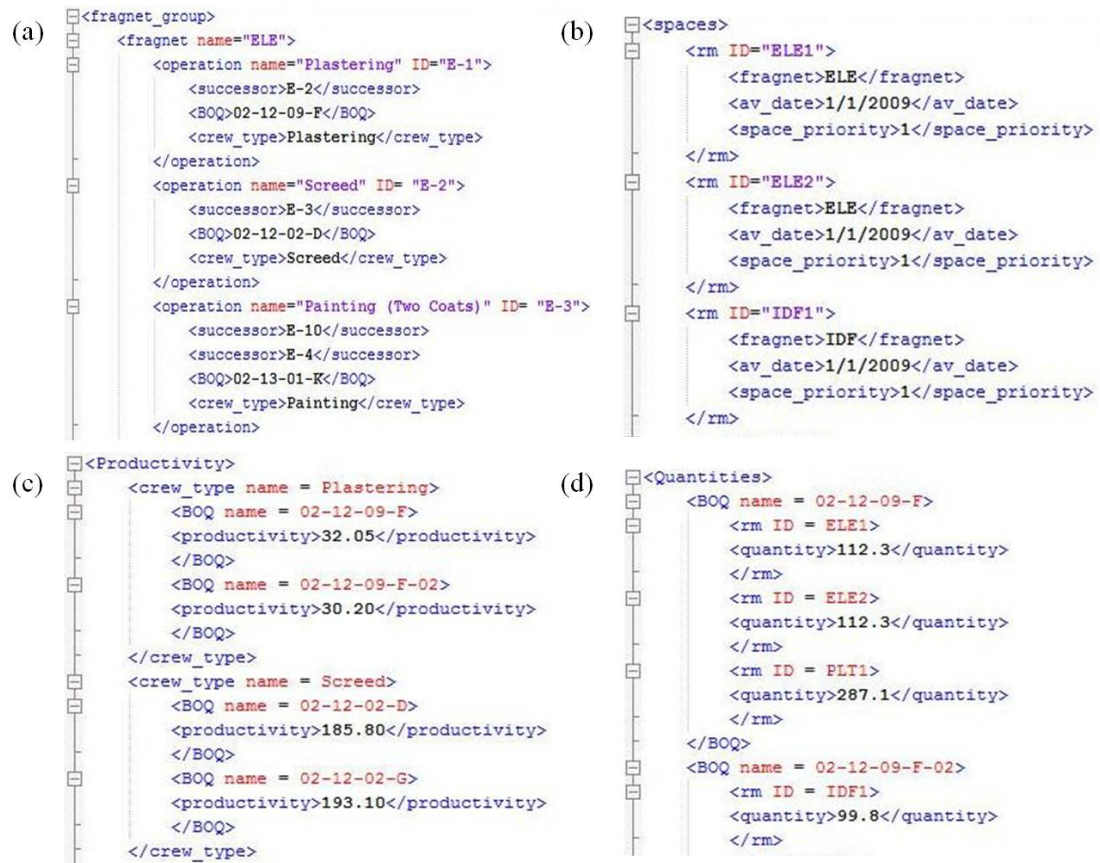 (a)
<fragnet_group>
<fragnet name="ELE">
<operation name="Plastering" ID="E-1">
<successor>E-2</successor>
<BOQ>02-12-09-F</BOQ>
<crew_type>Plastering</crew_type>
</operation>
<operation name="Screed" ID= "E-2">
<successor>E-3</successor>
<BOQ>02-12-02-D</BOQ>
<crew_type>Screed</crew_type>
</operation>
<operation name="Painting (Two Coats)" ID= "E-3">
<successor>E-10</successor>
<successor>E-4</successor>
<BOQ>02-13-01-K</BOQ>
<crew_type>Painting</crew_type>
</operation>
(b)
<spaces>
<rm ID="ELE1">
<fragnet>ELE</fragnet>
<av_date>1/1/2009</av_date>
<space_priority>1</space_priority>
</rm>
<rm ID="ELE2">
<fragnet>ELE</fragnet>
<av_date>1/1/2009</av_date>
<space_priority>1</space_priority>
</rm>
<rm ID="IDF1">
<fragnet>IDF</fragnet>
<av_date>1/1/2009</av_date>
<space_priority>1</space_priority>
</rm>
(c)
<Productivity>
<crew_type name = Plastering>
<BOQ name = 02-12-09-F>
<productivity>32.05</productivity>
</BOQ>
<BOQ name = 02-12-09-F-02>
<productivity>30.20</productivity>
</BOQ>
</crew_type>
<crew_type name = Screed>
<BOQ name = 02-12-02-D>
<productivity>185.80</productivity>
</BOQ>
<BOQ name = 02-12-02-G>
<productivity>193.10</productivity>
</BOQ>
</crew_type>
(d)
<Quantities>
<BOQ name = 02-12-09-F>
<rm ID = ELE1>
<quantity>112.3</quantity>
</rm>
<rm ID = ELE2>
<quantity>112.3</quantity>
</rm>
<rm ID = PLT1>
<quantity>287.1</quantity>
</rm>
</BOQ>
<BOQ name = 02-12-09-F-02>
<rm ID = IDF1>
<quantity>99.8</quantity>
</rm>